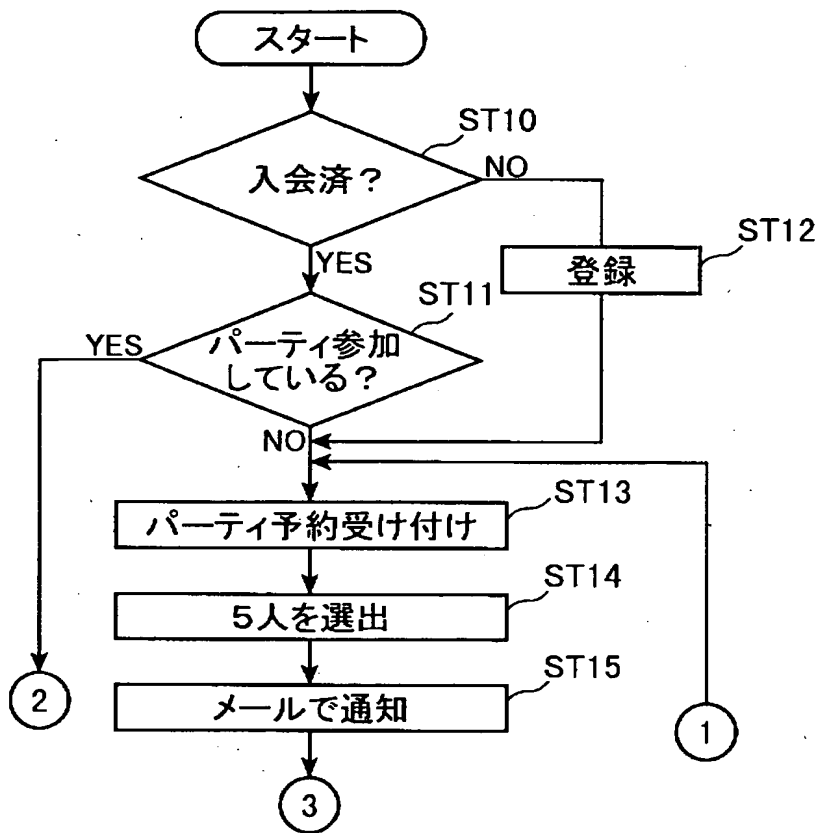 スタート
ST10
入会済？
NO
ST12
登録
YES
ST11
YES
パーティ参加
している？
NO
ST13
パーティ予約受け付け
ST14
５人を選出
ST15
メールで通知
2
1
3